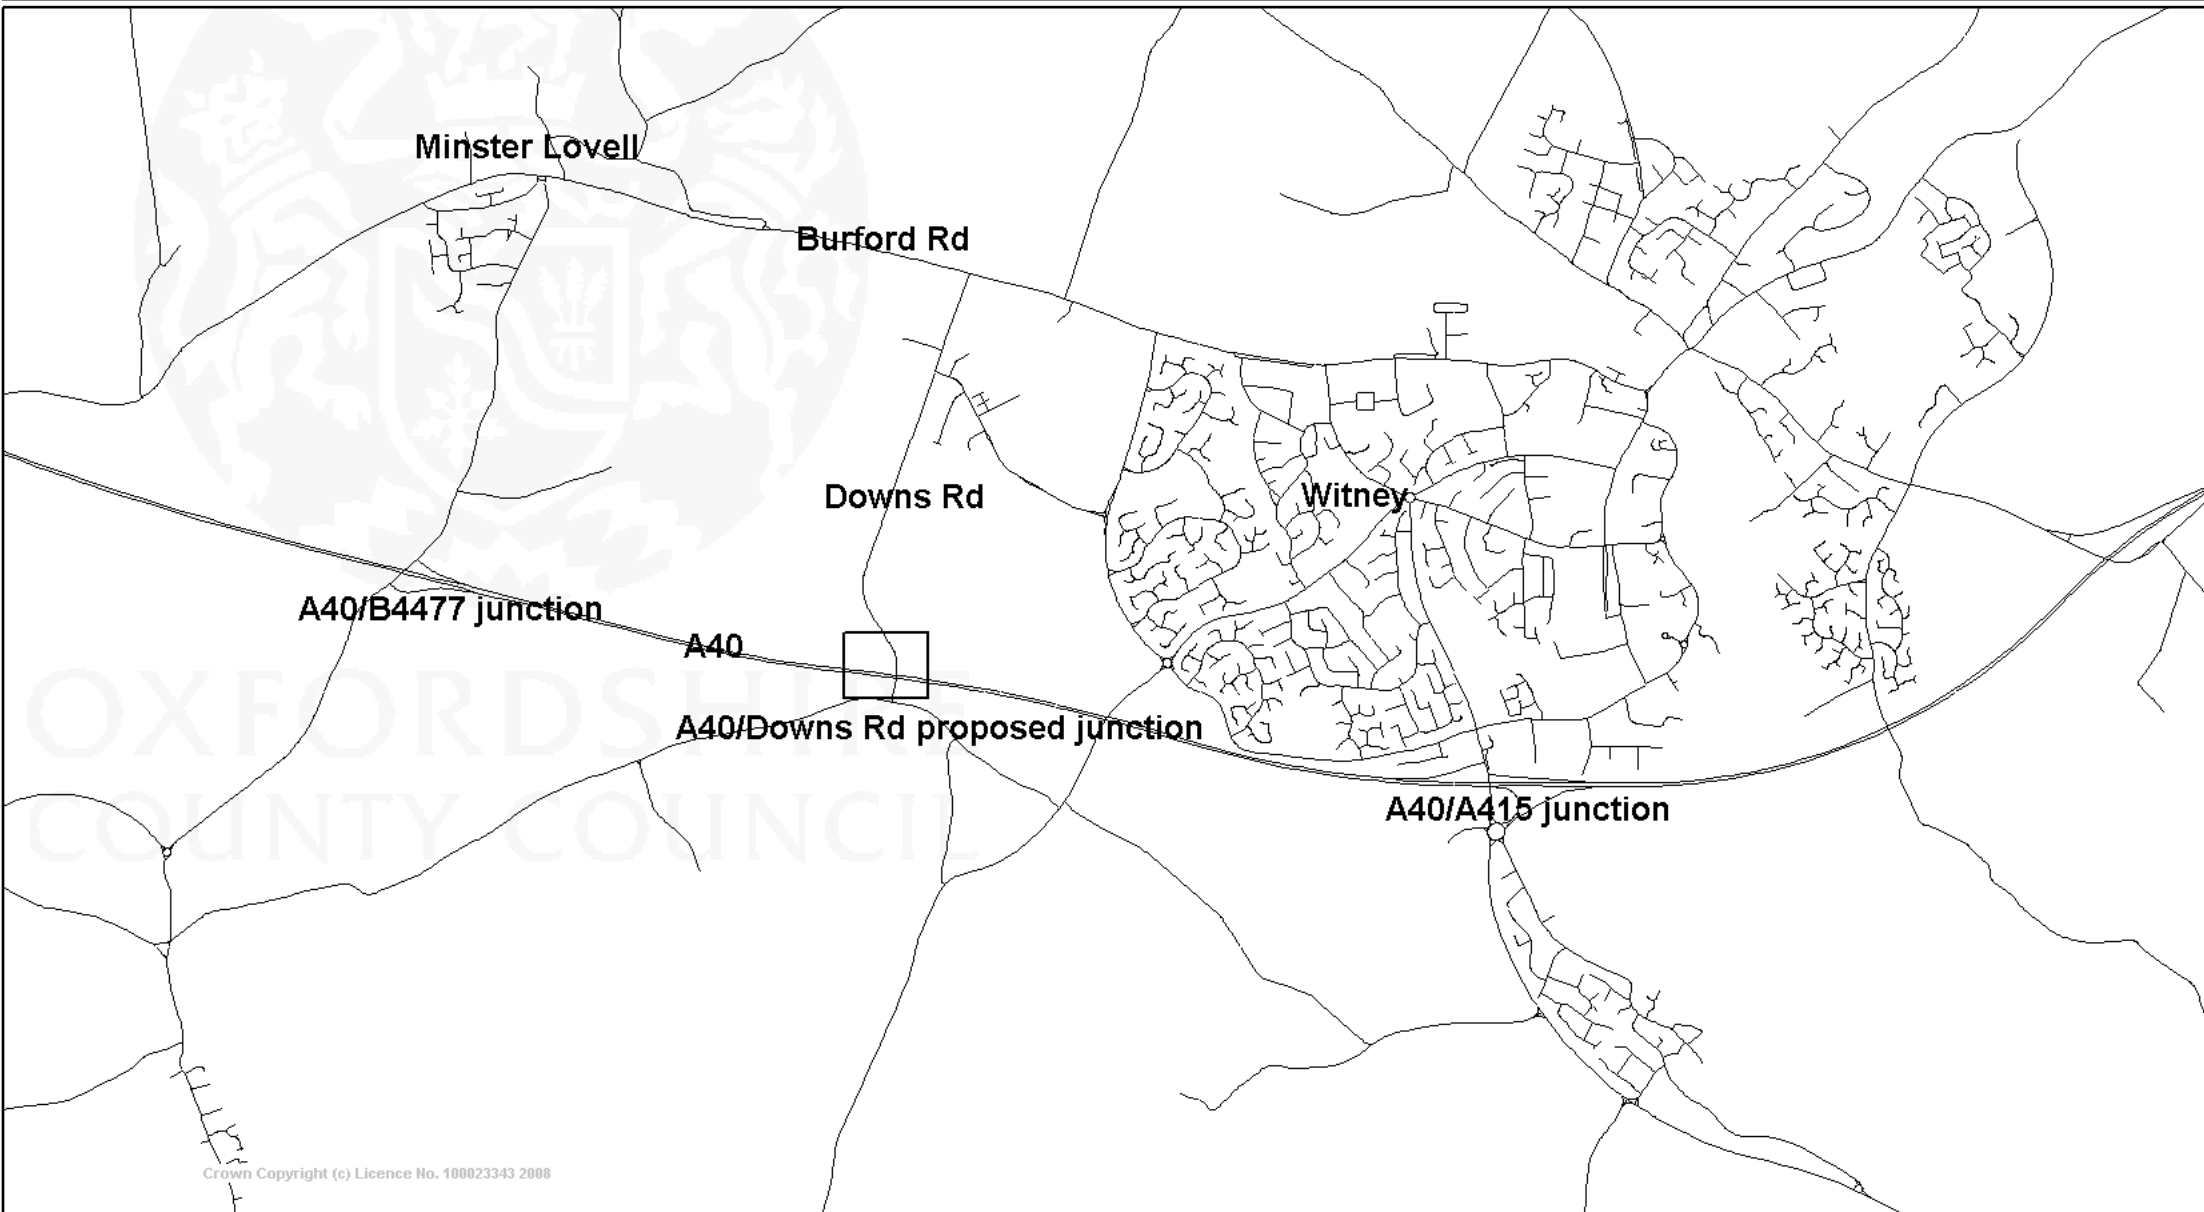 Minster Lovell
Burford Rd
Downs Rd
Witney
A40/B4477 junction
A40
A40/Downs Rd proposed junction
A40/A415 junction
OXFORDSHIRE
COUNTY COUNCIL
Crown Copyright (c) Licence No. 100023343 2008